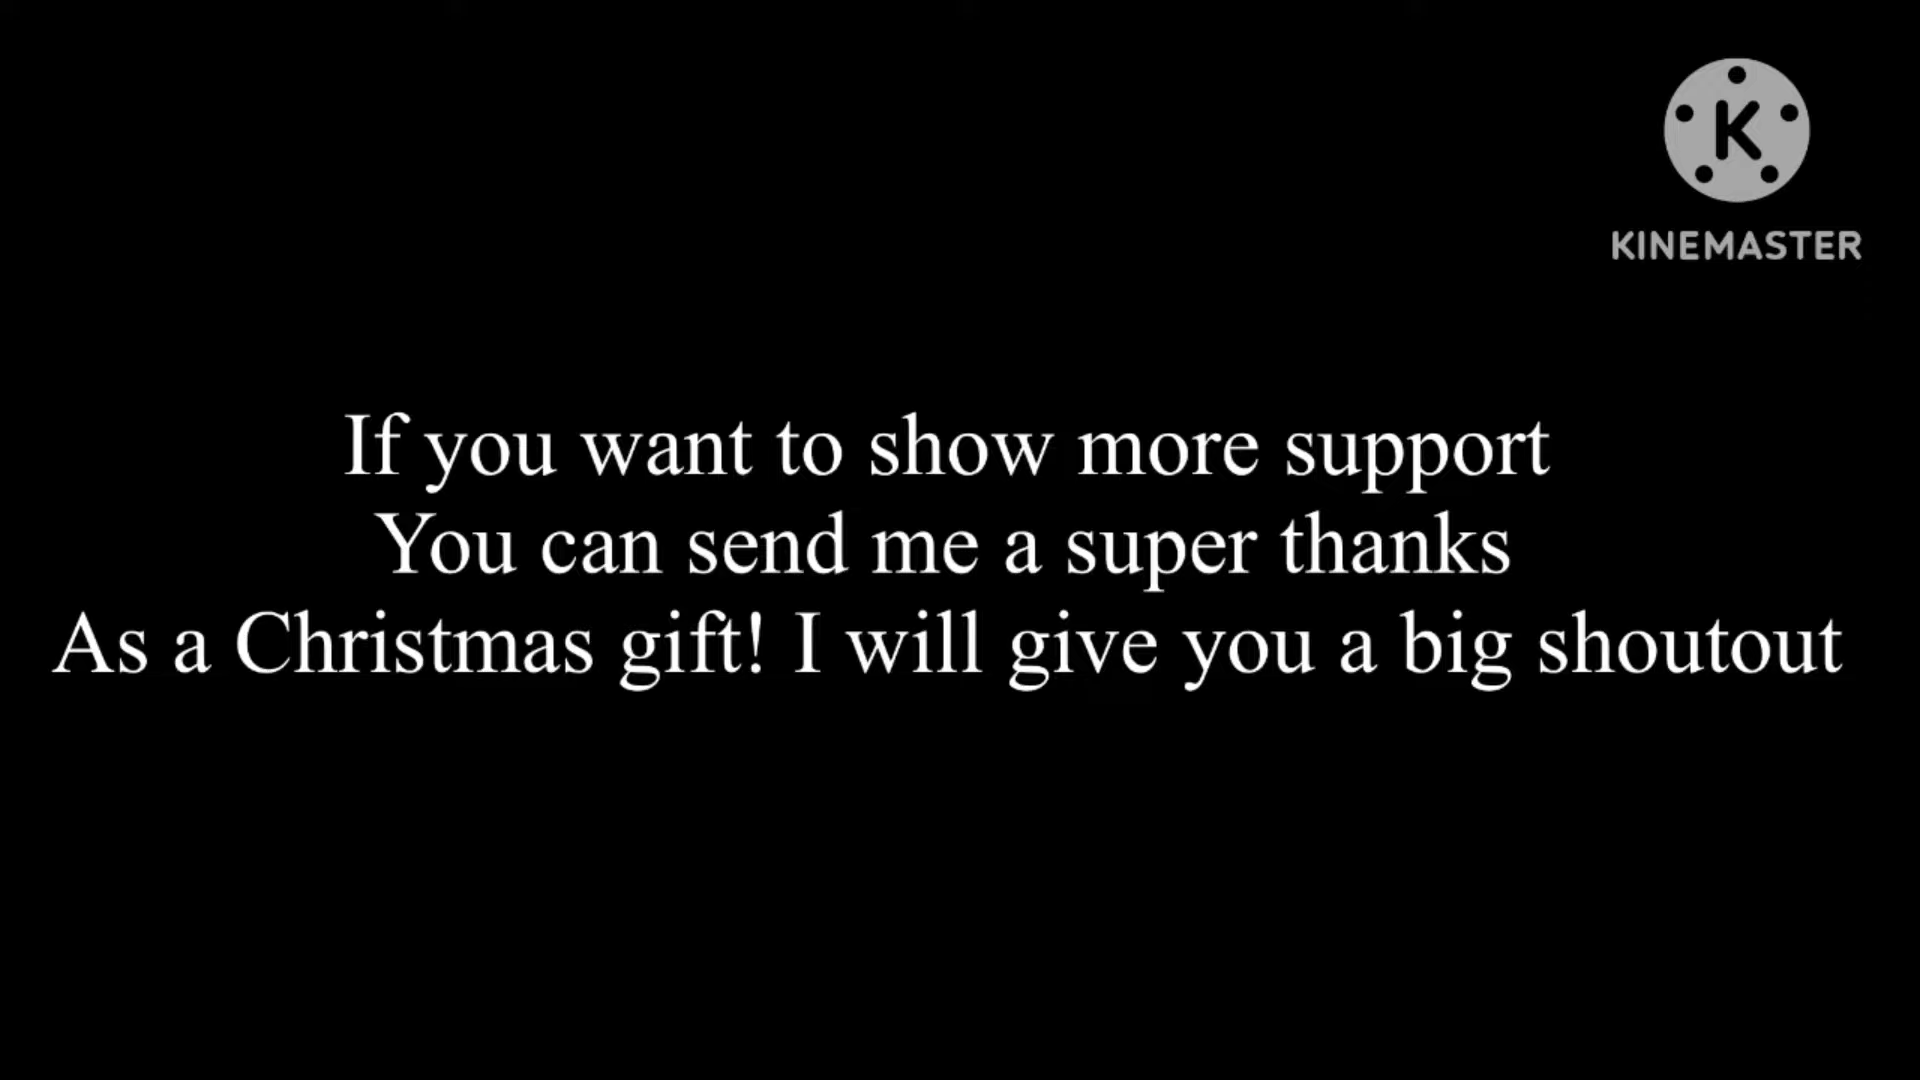 K
KINEMASTER
If you want to show more support
You can send me a super thanks
As a Christmas gift! I will give you a big shoutout